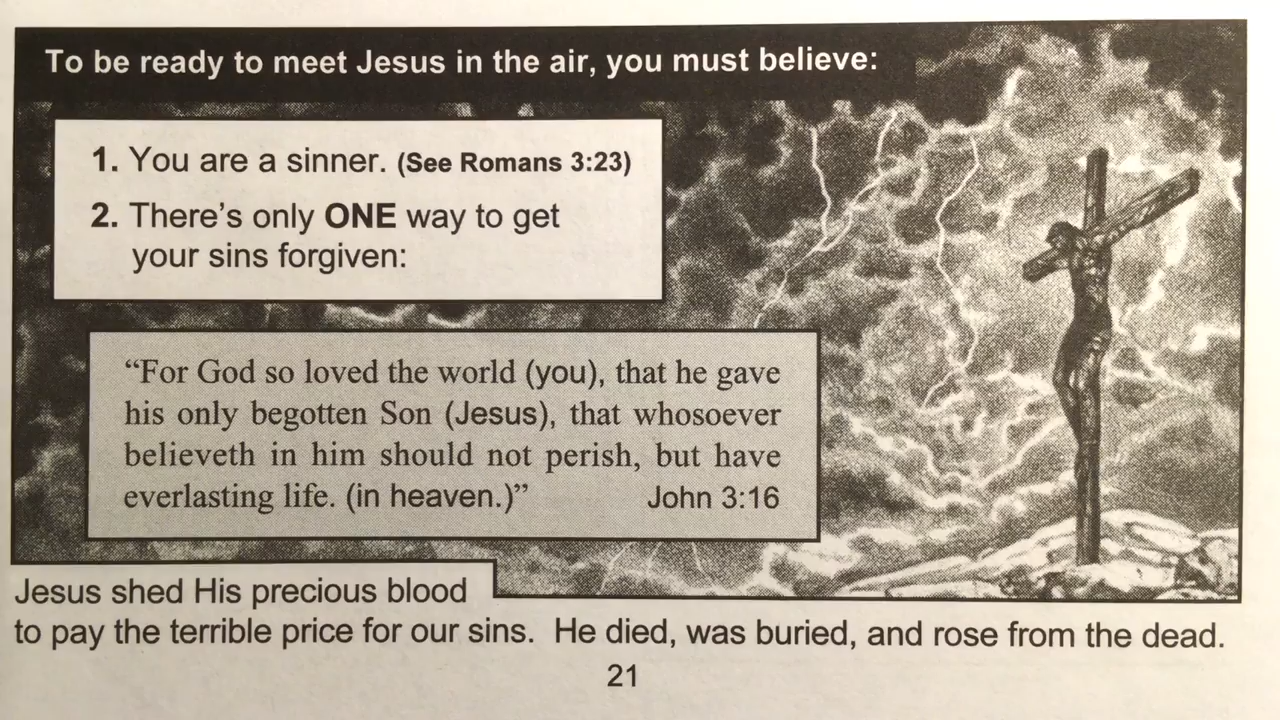 To be ready to meet Jesus in the air, you must believe:
1. You are a sinner. (See Romans 3:23)
2. There's only ONE way to get
your sins forgiven:
“For God so loved the world (you), that he gave
his only begotten Son (Jesus), that whosoever
believeth in him should not perish, but have
everlasting life. (in heaven.)” John 3:16
Jesus shed His precious blood
to pay the terrible price for our sins. He died, was buried, and rose from the dead.
21